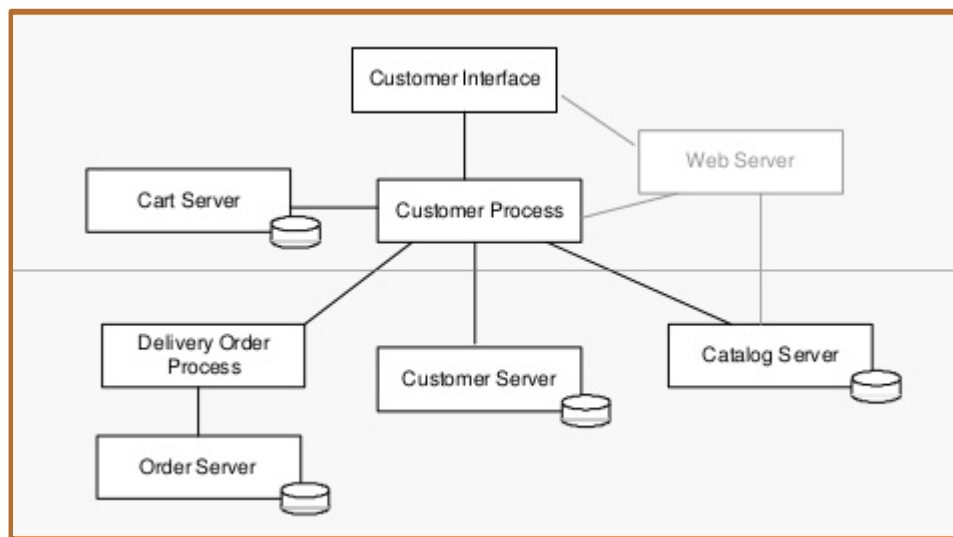 Customer Interface
Web Server
Cart Server
Customer Process
Delivery Order
Process
Customer Server
Catalog Server
Order Server